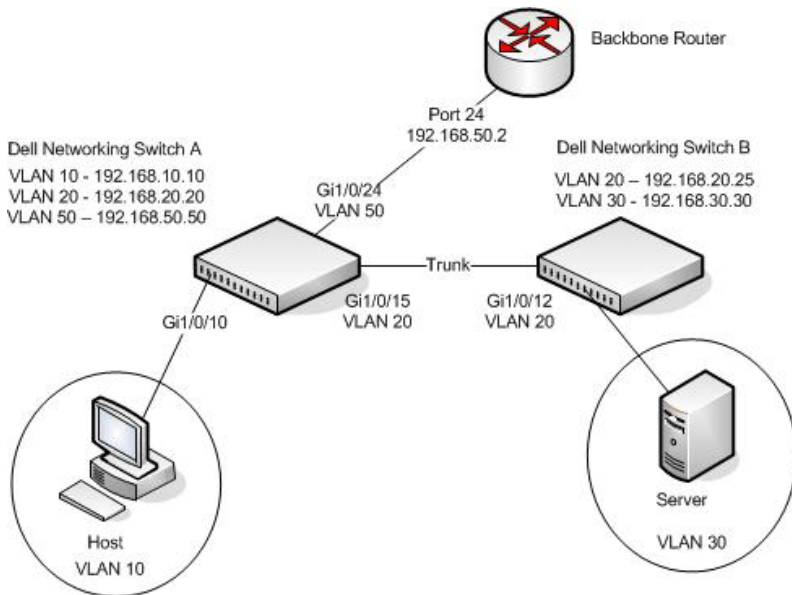 Backbone Router
Port 24
192.168.50.2
Dell Networking Switch A
VLAN 10 - 192.168.10.10
VLAN 20 - 192.168.20.20
VLAN 50 – 192.168.50.50
Dell Networking Switch B
VLAN 20 – 192.168.20.25
VLAN 30 - 192.168.30.30
Gi1/0/24
VLAN 50
Trunk
Gi1/0/15
VLAN 20
Gi1/0/12
VLAN 20
Gi1/0/10
Host
VLAN 10
Server
VLAN 30